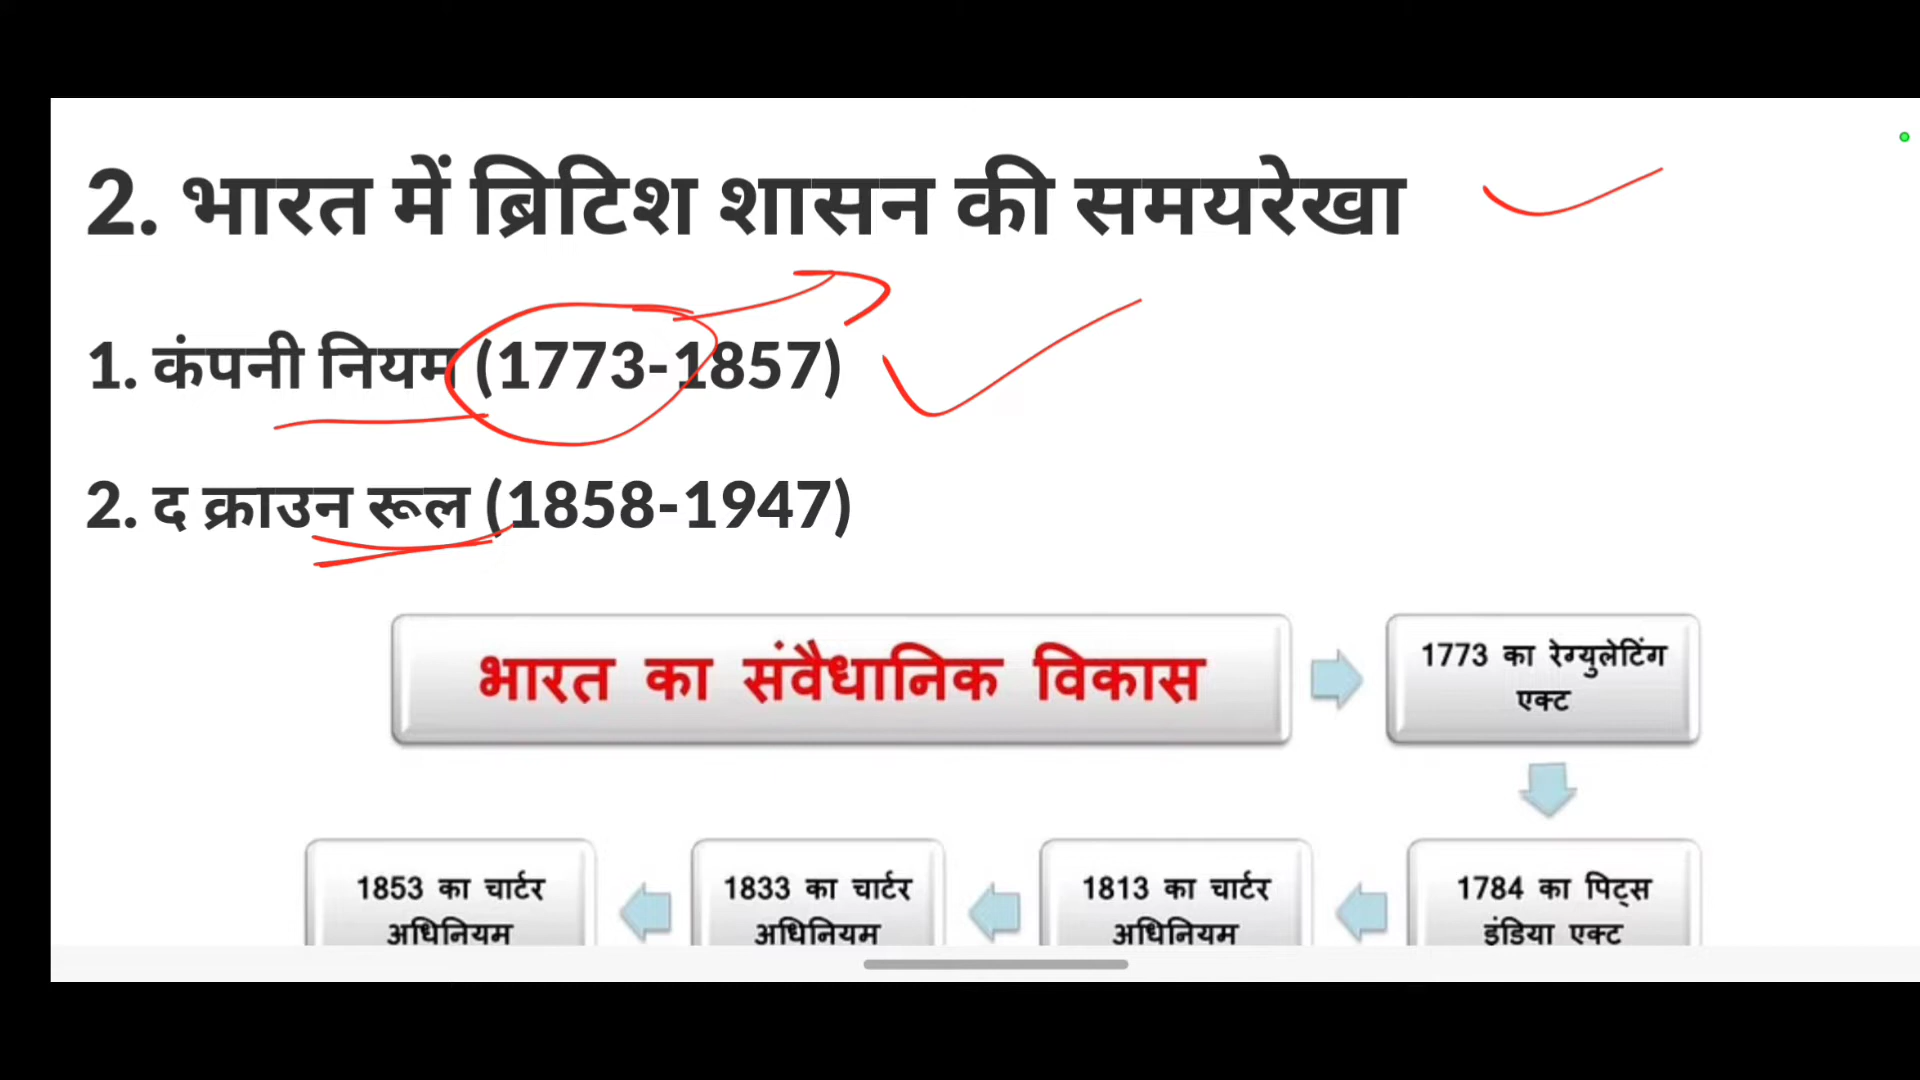 2. भारत में ब्रिटिश शासन की समयरेखा
1. कंपनी नियम (1773-1857)
2. द क्राउन रूल (1858-1947)
भारत का संवैधानिक विकास
1773 का रेग्युलेटिंग
एक्ट
1853 का चार्टर
अधिनियम
1833 का चार्टर
अधिनियम
1813 का चार्टर
अधिनियम
1784 का पिट्स
इंडिया एक्ट